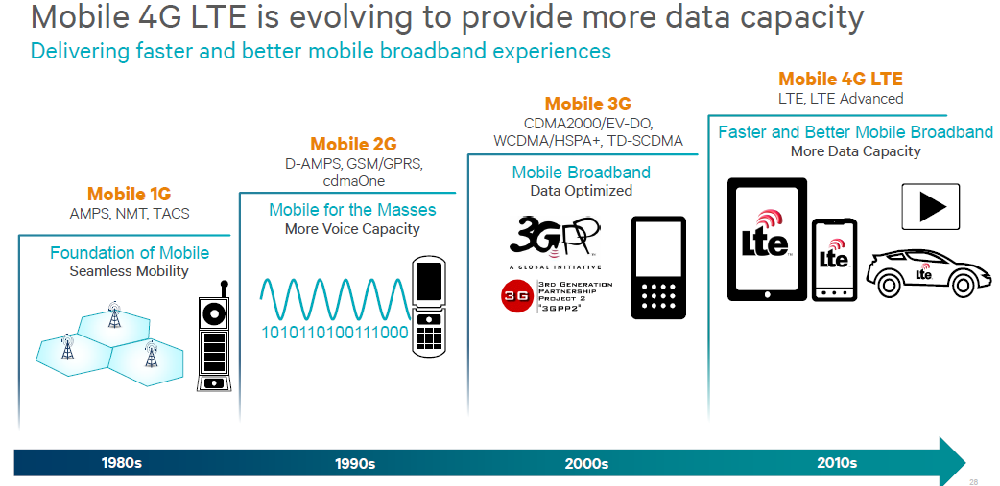 Mobile 4G LTE is evolving to provide more data capacity
Delivering faster and better mobile broadband experiences
Mobile 1G
AMPS, NMT, TACS
Foundation of Mobile
Seamless Mobility
Mobile 2G
D-AMPS, GSM/GPRS,
cdmaOne
Mobile for the Masses
More Voice Capacity
1010110100111000
Mobile 3G
CDMA2000/EV-DO,
WCDMA/HSPA+, TD-SCDMA
Mobile Broadband
Data Optimized
3GPP™
A GLOBAL INITIATIVE
3G
3RD GENERATION
PARTNERSHIP
PROJECT 2
"3GPP2"
Mobile 4G LTE
LTE, LTE Advanced
Faster and Better Mobile Broadband
More Data Capacity
Lte
Lte
Lte
1980s
1990s
2000s
2010s
28